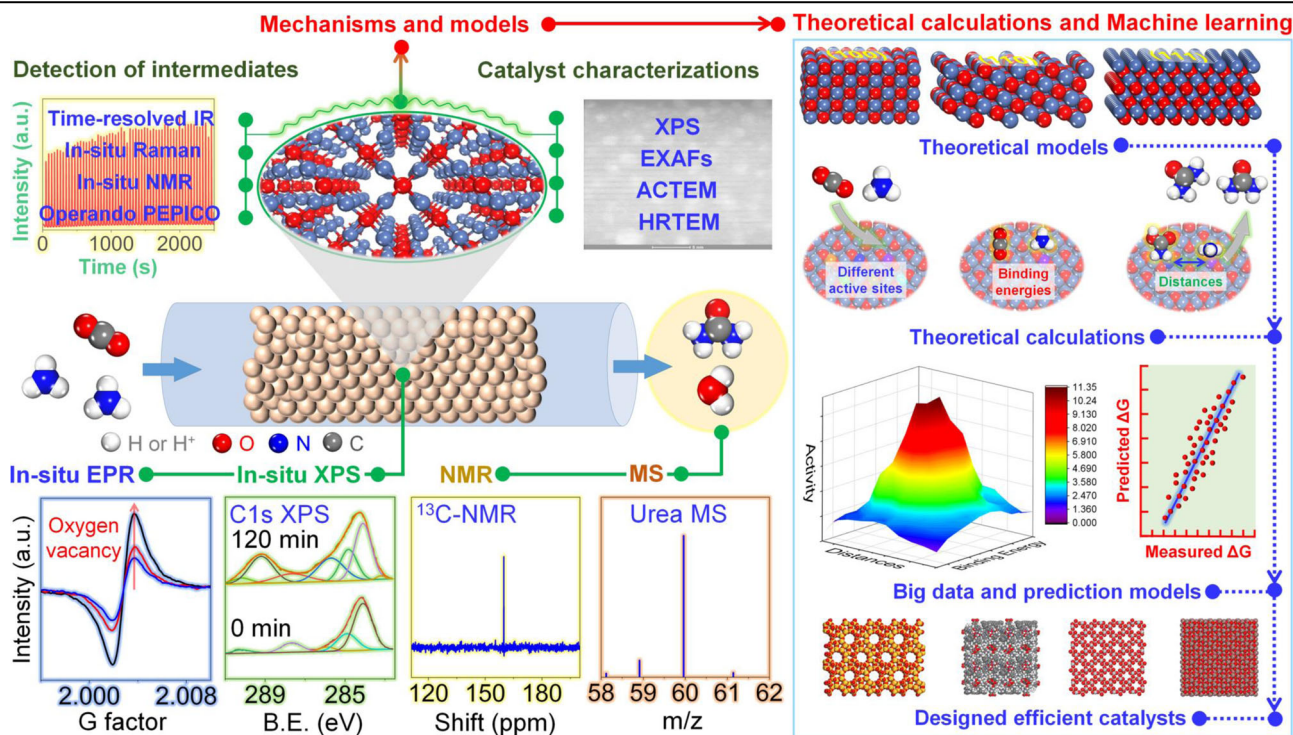 Mechanisms and models
Theoretical calculations and Machine learning
Detection of intermediates
Catalyst characterizations
Intensity (a.u.)
Time-resolved IR
In-situ Raman
In-situ NMR
Operando PEPICO
0 1000 2000
Time (s)
XPS
EXAFs
ACTEM
HRTEM
Theoretical models
Different
active sites
Binding
energies
Distances
Theoretical calculations
H or H⁺ O N C
In-situ EPR
In-situ XPS
NMR
MS
Intensity (a.u.)
Oxygen
vacancy
2.000 2.008
G factor
C1s XPS
120 min
0 min
289 285
B.E. (eV)
¹³C-NMR
120 160 200
Shift (ppm)
Urea MS
58 59 60 61 62
m/z
Activity
Distances
Binding Energy
11.35
10.24
9.130
8.020
6.910
5.800
4.690
3.580
2.470
1.360
0.000
Predicted ΔG
Measured ΔG
Big data and prediction models
Designed efficient catalysts